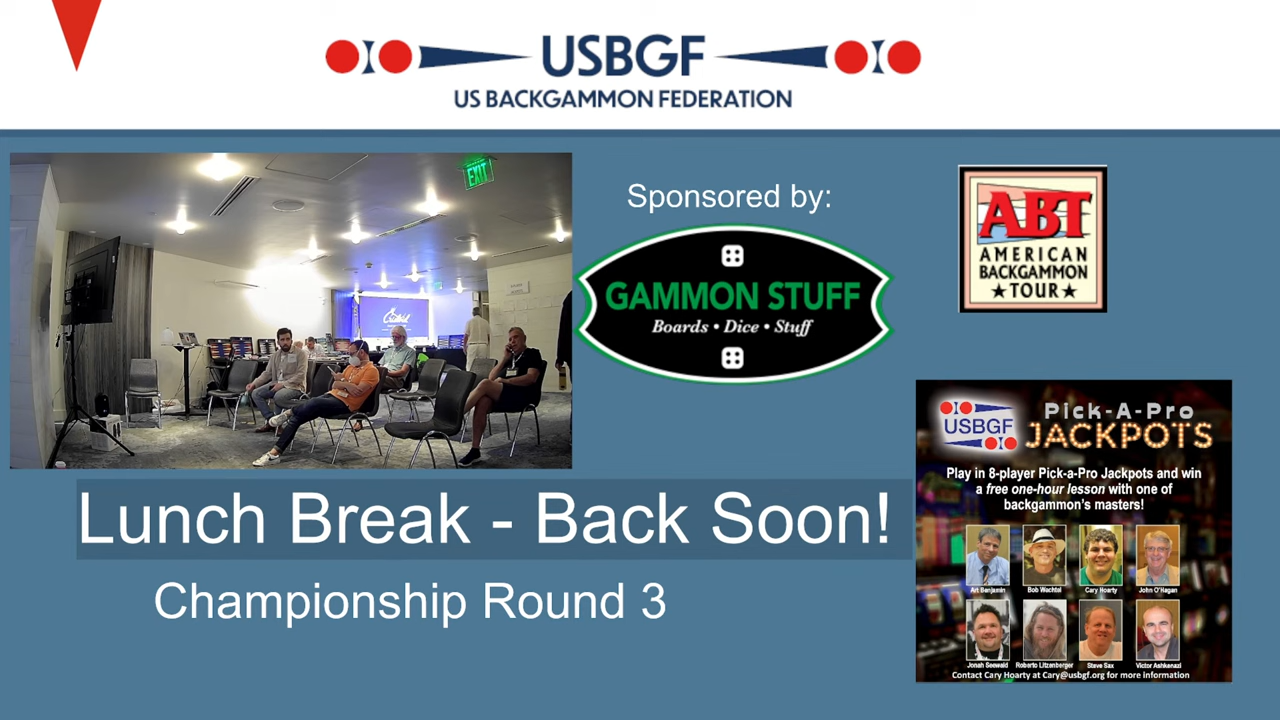 USBGF
US BACKGAMMON FEDERATION
EXIT
Sponsored by:
GAMMON STUFF
Boards • Dice • Stuff
ABT
AMERICAN
BACKGAMMON
★TOUR★
Lunch Break - Back Soon!
Championship Round 3
USBGF
Pick-A-Pro
JACKPOTS
Play in 8-player Pick-a-Pro Jackpots and win
a free one-hour lesson with one of
backgammon's masters!
Art Benjamin
Bob Wachtel
Cary Hoarty
John O'Hagan
Jonah Seewald
Roberto Litzenberger
Steve Sax
Victor Ashkenazi
Contact Cary Hoarty at Cary@usbgf.org for more information